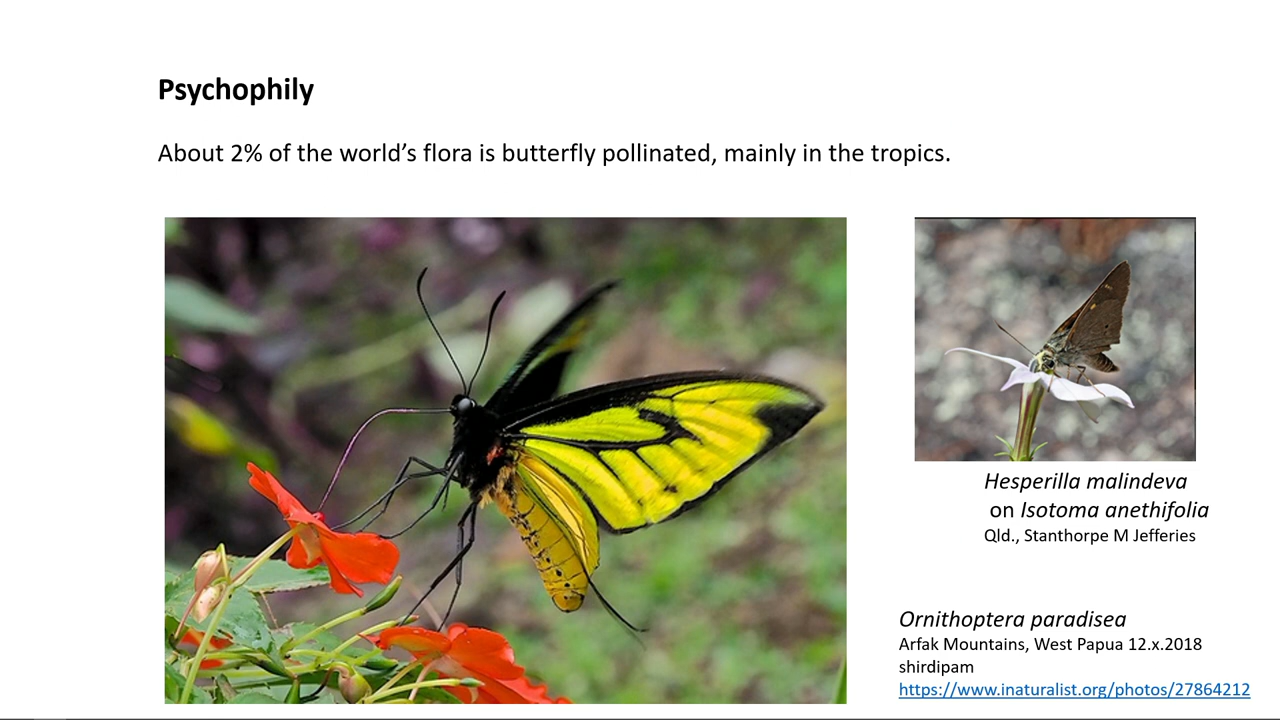 Psychophily
About 2% of the world’s flora is butterfly pollinated, mainly in the tropics.
Hesperilla malindeva
on Isotoma anethifolia
Qld., Stanthorpe M Jefferies
Ornithoptera paradisea
Arfak Mountains, West Papua 12.x.2018
shirdipam
https://www.inaturalist.org/photos/27864212